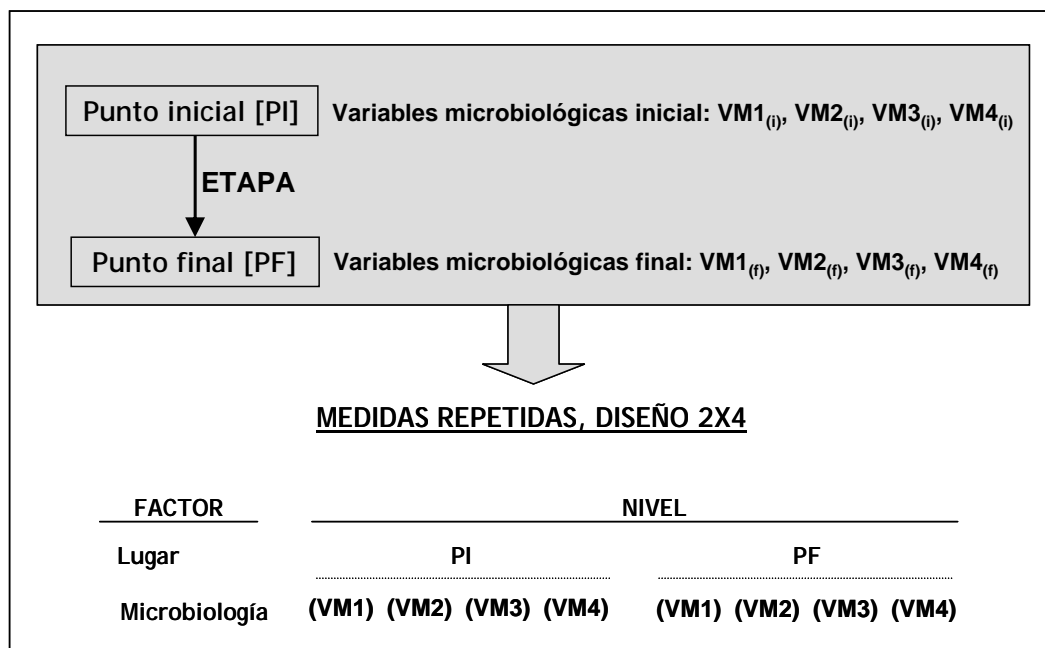 Punto inicial [PI] Variables microbiológicas inicial: VM1(i), VM2(i), VM3(i), VM4(i)
ETAPA
Punto final [PF] Variables microbiológicas final: VM1(f), VM2(f), VM3(f), VM4(f)
MEDIDAS REPETIDAS, DISEÑO 2X4
FACTOR NIVEL
Lugar PI PF
Microbiología (VM1) (VM2) (VM3) (VM4) (VM1) (VM2) (VM3) (VM4)